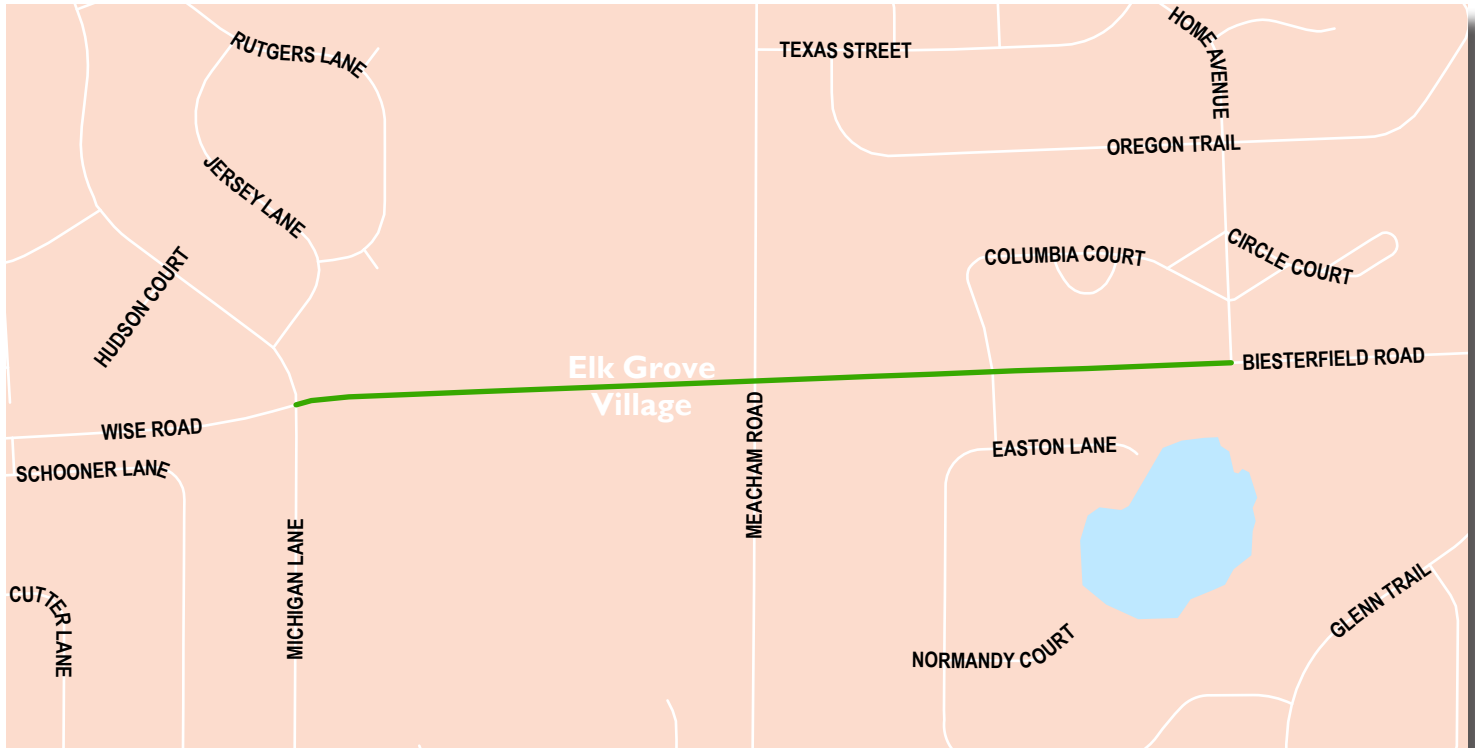 HOME AVENUE
RUTGERS LANE
TEXAS STREET
OREGON TRAIL
JERSEY LANE
COLUMBIA COURT
CIRCLE COURT
HUDSON COURT
BIESTERFIELD ROAD
Elk Grove
Village
WISE ROAD
MEACHAM ROAD
EASTON LANE
SCHOONER LANE
MICHIGAN LANE
CUTTER LANE
GLENN TRAIL
NORMANDY COURT